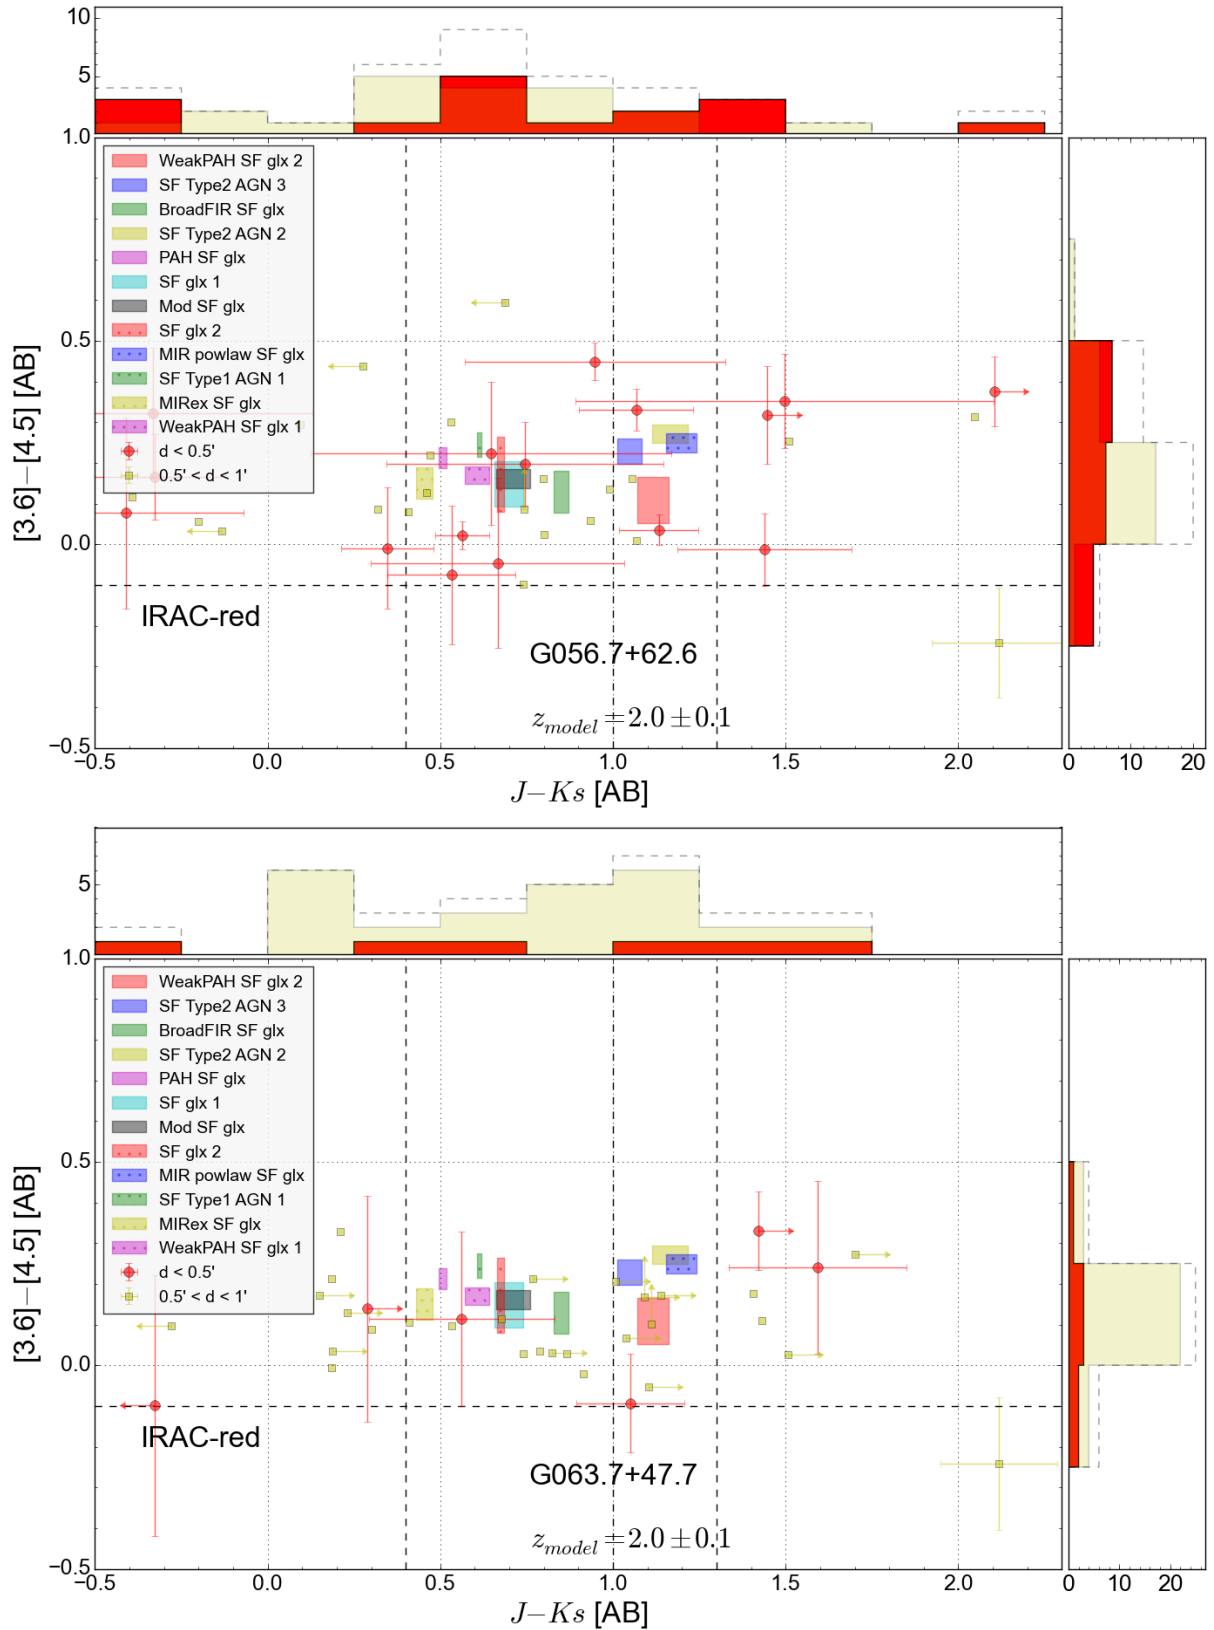 10
5
1.0
WeakPAH SF glx 2
SF Type2 AGN 3
BroadFIR SF glx
SF Type2 AGN 2
PAH SF glx
SF glx 1
Mod SF glx
SF glx 2
MIR powlaw SF glx
SF Type1 AGN 1
MIRex SF glx
WeakPAH SF glx 1
d < 0.5'
0.5' < d < 1'
0.5
0.0
−0.5
[3.6]−[4.5] [AB]
IRAC-red
G056.7+62.6
z_model = 2.0 ± 0.1
−0.5 0.0 0.5 1.0 1.5 2.0
0 10 20
J−Ks [AB]
5
1.0
WeakPAH SF glx 2
SF Type2 AGN 3
BroadFIR SF glx
SF Type2 AGN 2
PAH SF glx
SF glx 1
Mod SF glx
SF glx 2
MIR powlaw SF glx
SF Type1 AGN 1
MIRex SF glx
WeakPAH SF glx 1
d < 0.5'
0.5' < d < 1'
0.5
0.0
−0.5
[3.6]−[4.5] [AB]
IRAC-red
G063.7+47.7
z_model = 2.0 ± 0.1
−0.5 0.0 0.5 1.0 1.5 2.0
0 10 20
J−Ks [AB]